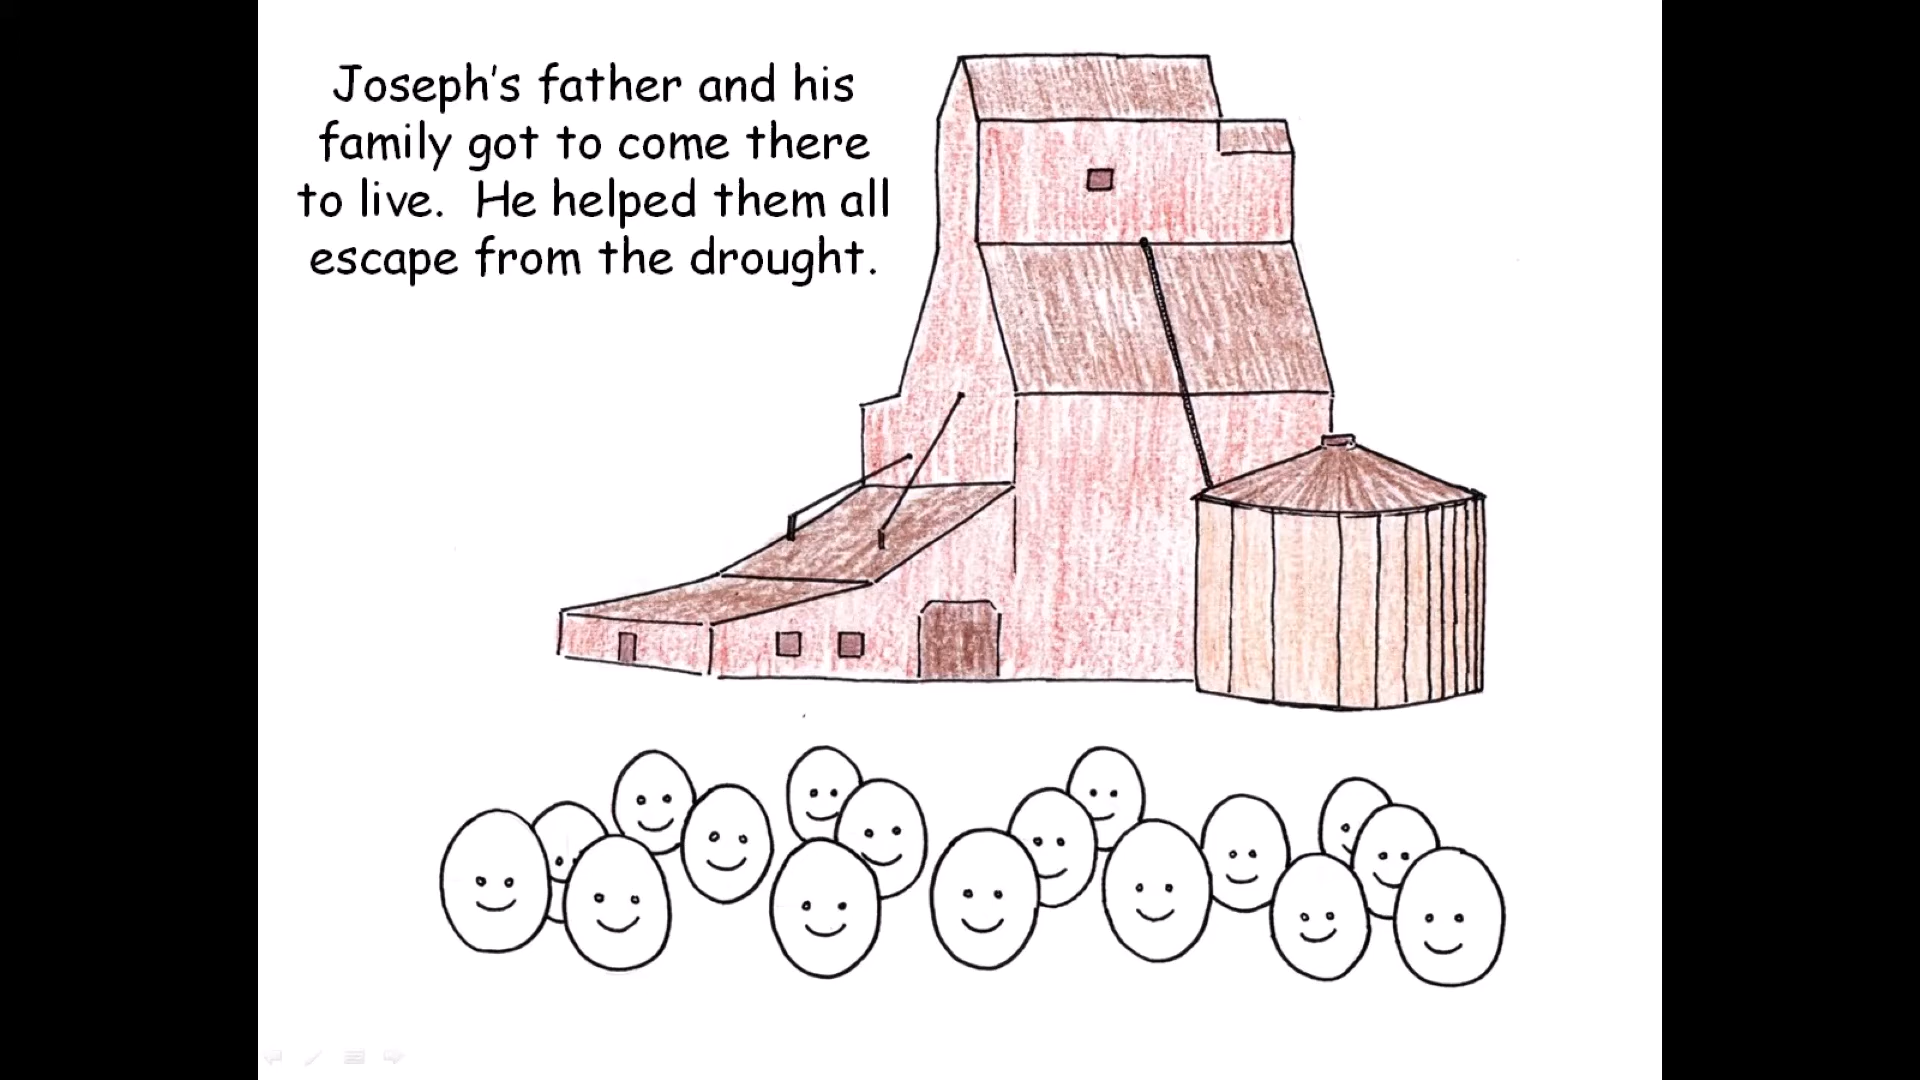 Joseph's father and his
family got to come there
to live.  He helped them all
escape from the drought.